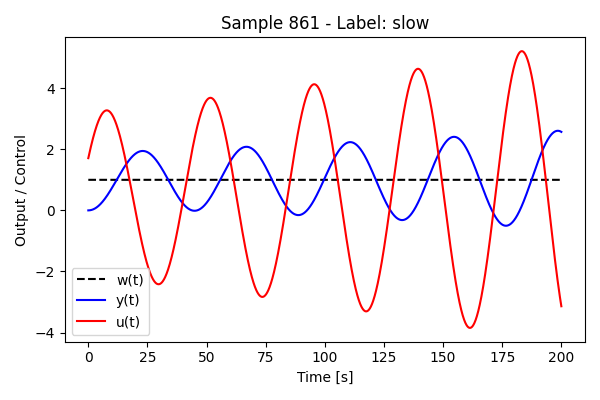 Sample 861 - Label: slow
Output / Control
4
2
0
−2
−4
w(t)
y(t)
u(t)
0 25 50 75 100 125 150 175 200
Time [s]